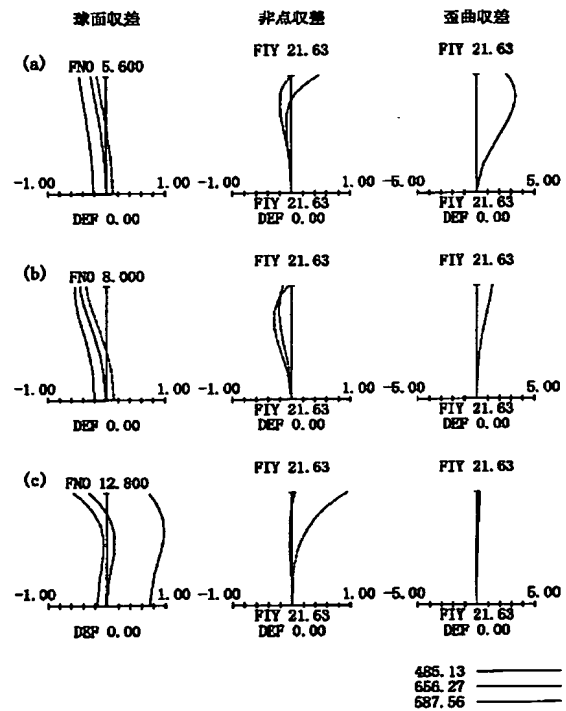 球面収差 非点収差 歪曲収差
(a) FNO 5.600 FIY 21.63 FIY 21.63
-1.00 1.00 -1.00 1.00 -5.00 5.00
DEF 0.00 FIY 21.63 FIY 21.63
DEF 0.00 DEF 0.00
(b) FNO 8.000 FIY 21.63 FIY 21.63
-1.00 1.00 -1.00 1.00 -5.00 5.00
DEF 0.00 FIY 21.63 FIY 21.63
DEF 0.00 DEF 0.00
(c) FNO 12.800 FIY 21.63 FIY 21.63
-1.00 1.00 -1.00 1.00 -5.00 5.00
DEF 0.00 FIY 21.63 FIY 21.63
DEF 0.00 DEF 0.00
485.13
656.27
587.56